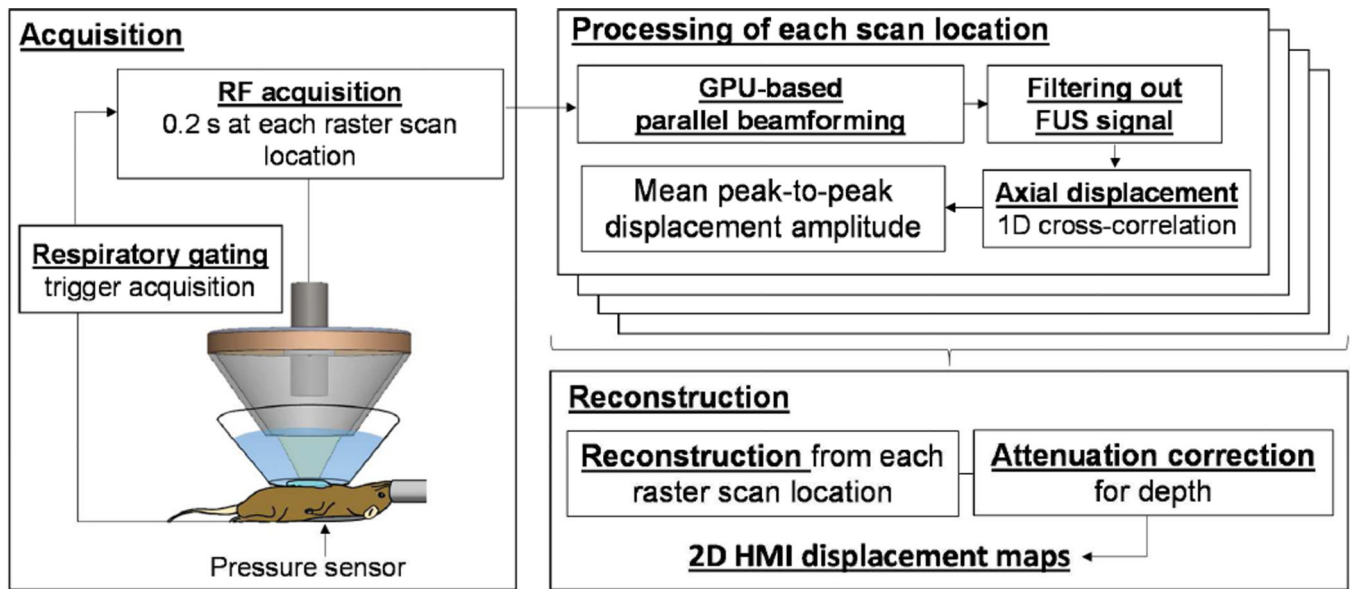 Acquisition
RF acquisition
0.2 s at each raster scan
location
Respiratory gating
trigger acquisition
Pressure sensor
Processing of each scan location
GPU-based
parallel beamforming
Filtering out
FUS signal
Axial displacement
1D cross-correlation
Mean peak-to-peak
displacement amplitude
Reconstruction
Reconstruction from each
raster scan location
Attenuation correction
for depth
2D HMI displacement maps